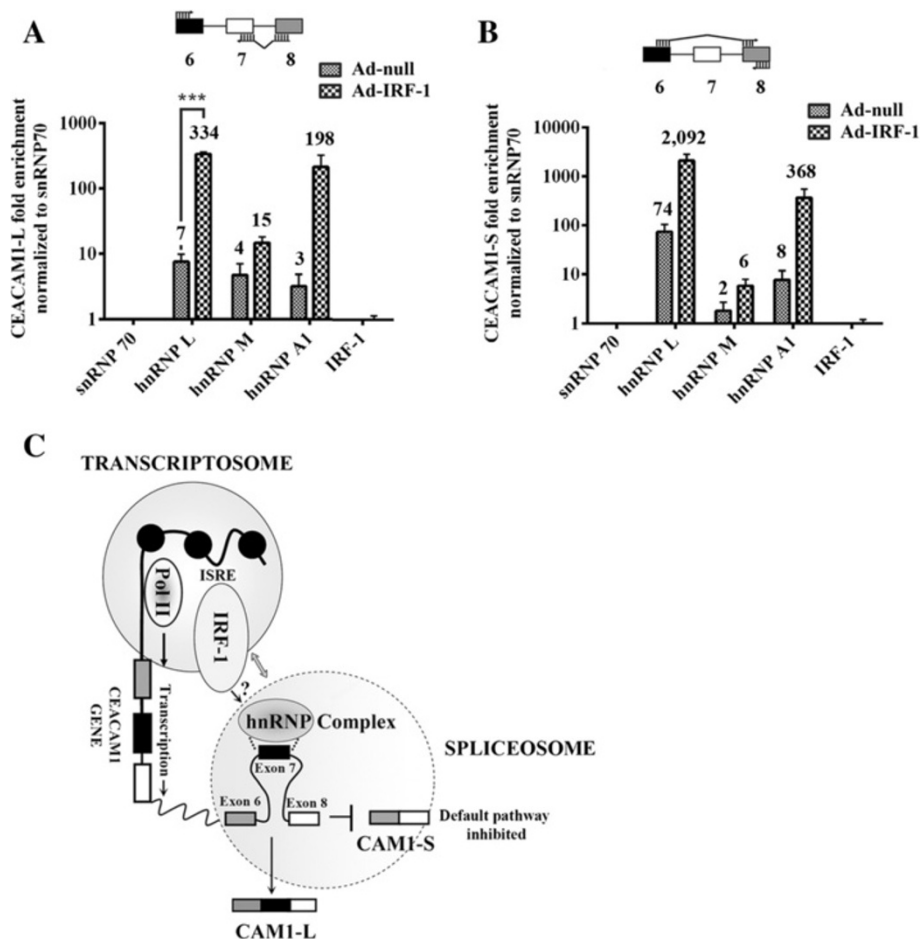 A
6 7 8
Ad-null
Ad-IRF-1
CEACAM1-L fold enrichment
normalized to snRNP70
1000
100
10
1
***
7
334
4
15
3
198
snRNP 70
hnRNP L
hnRNP M
hnRNP A1
IRF-1
B
6 7 8
Ad-null
Ad-IRF-1
CEACAM1-S fold enrichment
normalized to snRNP70
10000
1000
100
10
1
74
2,092
2
6
8
368
snRNP 70
hnRNP L
hnRNP M
hnRNP A1
IRF-1
C
TRANSCRIPTOSOME
ISRE
Pol II
IRF-1
?
CEACAM1
GENE
Transcription
hnRNP Complex
SPLICEOSOME
Exon 7
Exon 6
Exon 8
Default pathway
inhibited
CAM1-S
CAM1-L